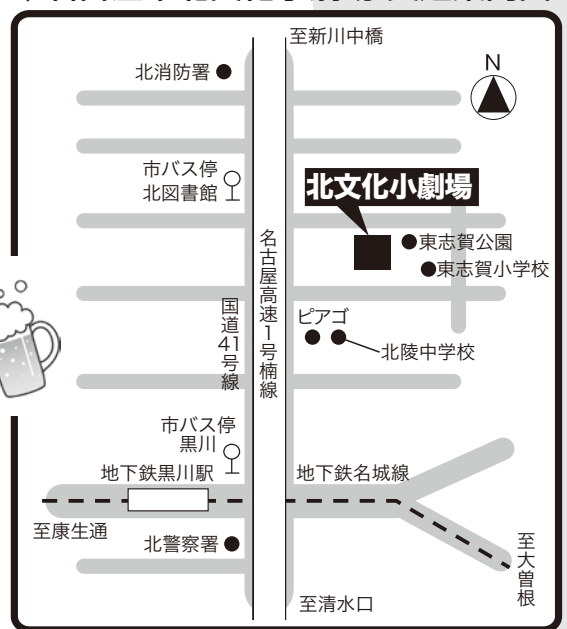 至新川中橋
北消防署
N
市バス停
北図書館
北文化小劇場
東志賀公園
東志賀小学校
名古屋高速1号楠線
国道41号線
ピアゴ
北陵中学校
市バス停
黒川
地下鉄黒川駅
地下鉄名城線
至康生通
北警察署
至大曽根
至清水口